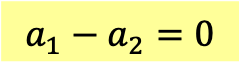 a₁ − a₂ = 0